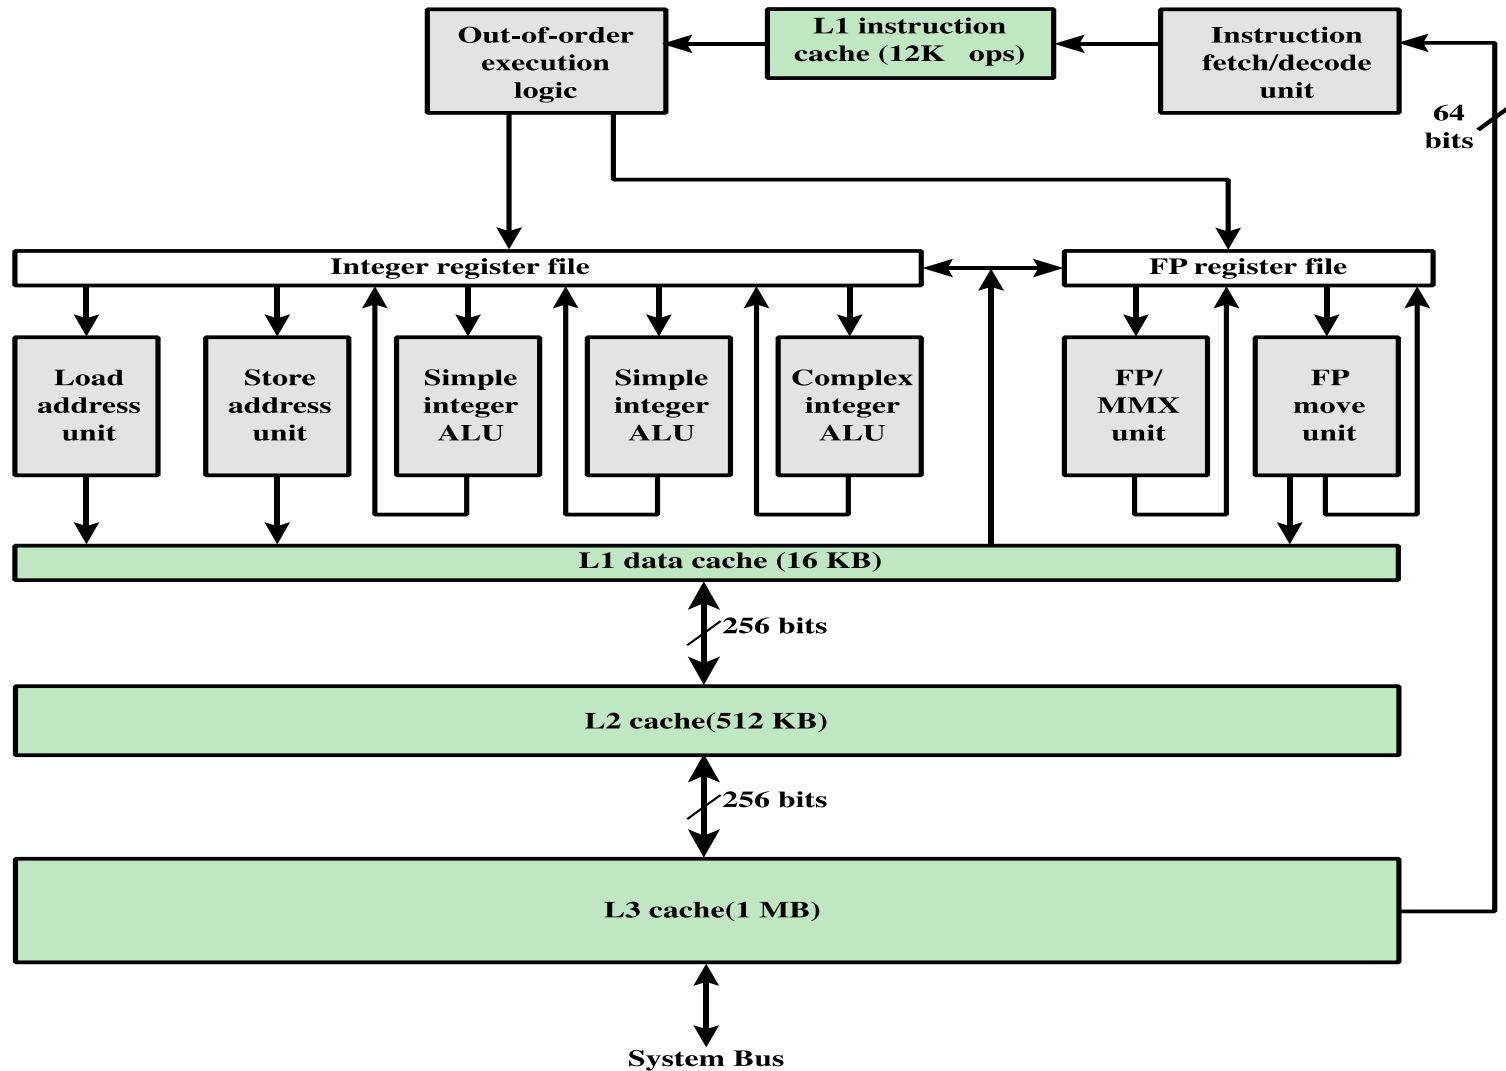 Out-of-order
execution
logic
L1 instruction
cache (12K ops)
Instruction
fetch/decode
unit
64
bits
Integer register file
FP register file
Load
address
unit
Store
address
unit
Simple
integer
ALU
Simple
integer
ALU
Complex
integer
ALU
FP/
MMX
unit
FP
move
unit
L1 data cache (16 KB)
256 bits
L2 cache(512 KB)
256 bits
L3 cache(1 MB)
System Bus